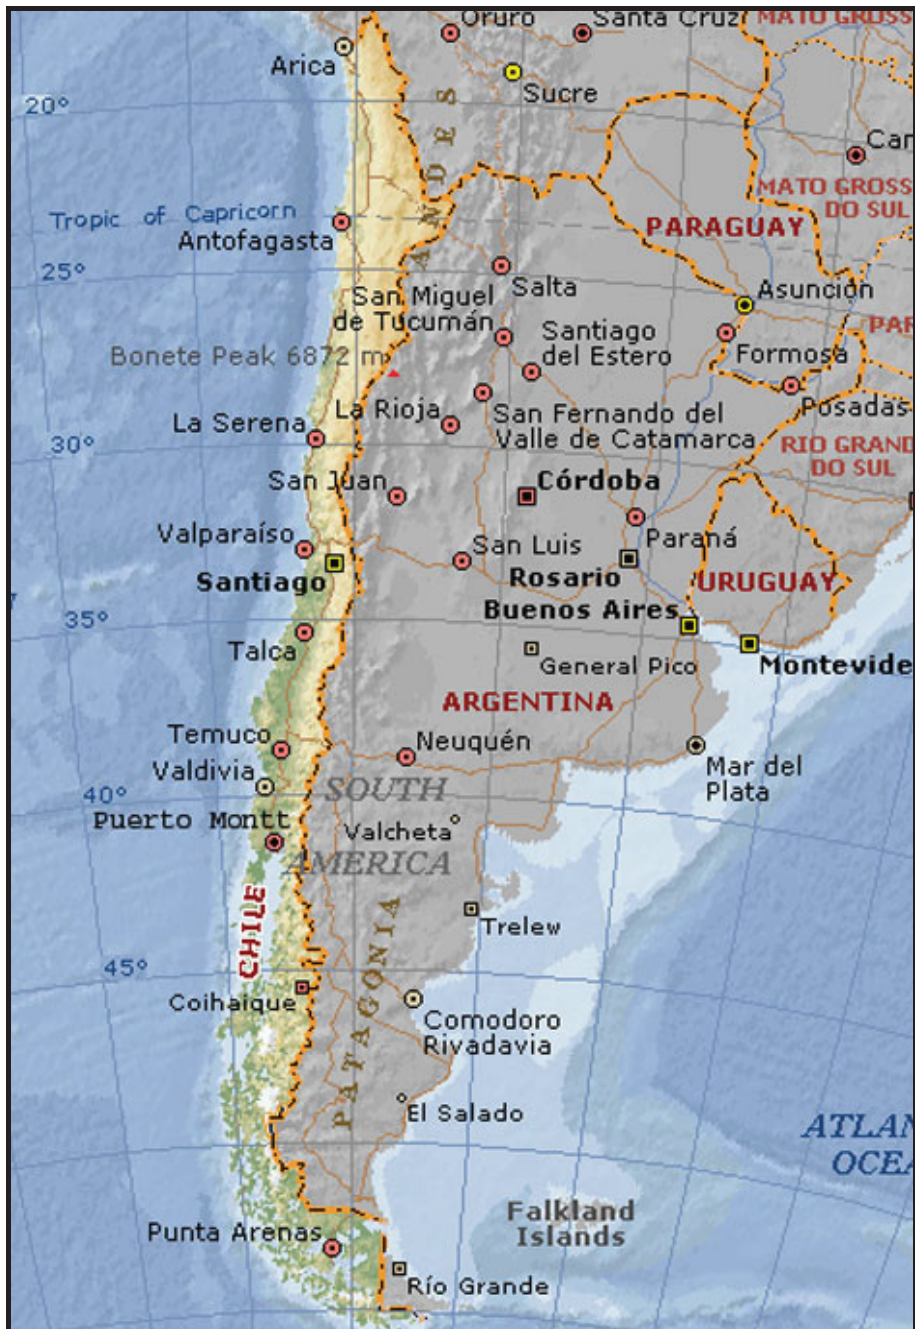 Oruro
Santa Cruz
MATO GROSS
Arica
Sucre
20°
ANDES
Car
MATO GROSS
DO SUL
Tropic of Capricorn
Antofagasta
PARAGUAY
25°
Salta
Asunción
San Miguel
de Tucumán
Santiago
del Estero
PAR
Formosa
Bonete Peak 6872 m
La Rioja
San Fernando del
Valle de Catamarca
Posadas
La Serena
30°
RIO GRAND
DO SUL
San Juan
Córdoba
Valparaíso
San Luis
Paraná
Santiago
Rosario
URUGUAY
Buenos Aires
35°
Talca
General Pico
Montevide
ARGENTINA
Temuco
Neuquén
Valdivia
Mar del
Plata
40°
SOUTH
AMERICA
Puerto Montt
Valcheta
CHILE
Trelew
PATAGONIA
45°
Coihaique
Comodoro
Rivadavia
El Salado
ATLAN
OCEA
Falkland
Islands
Punta Arenas
Río Grande